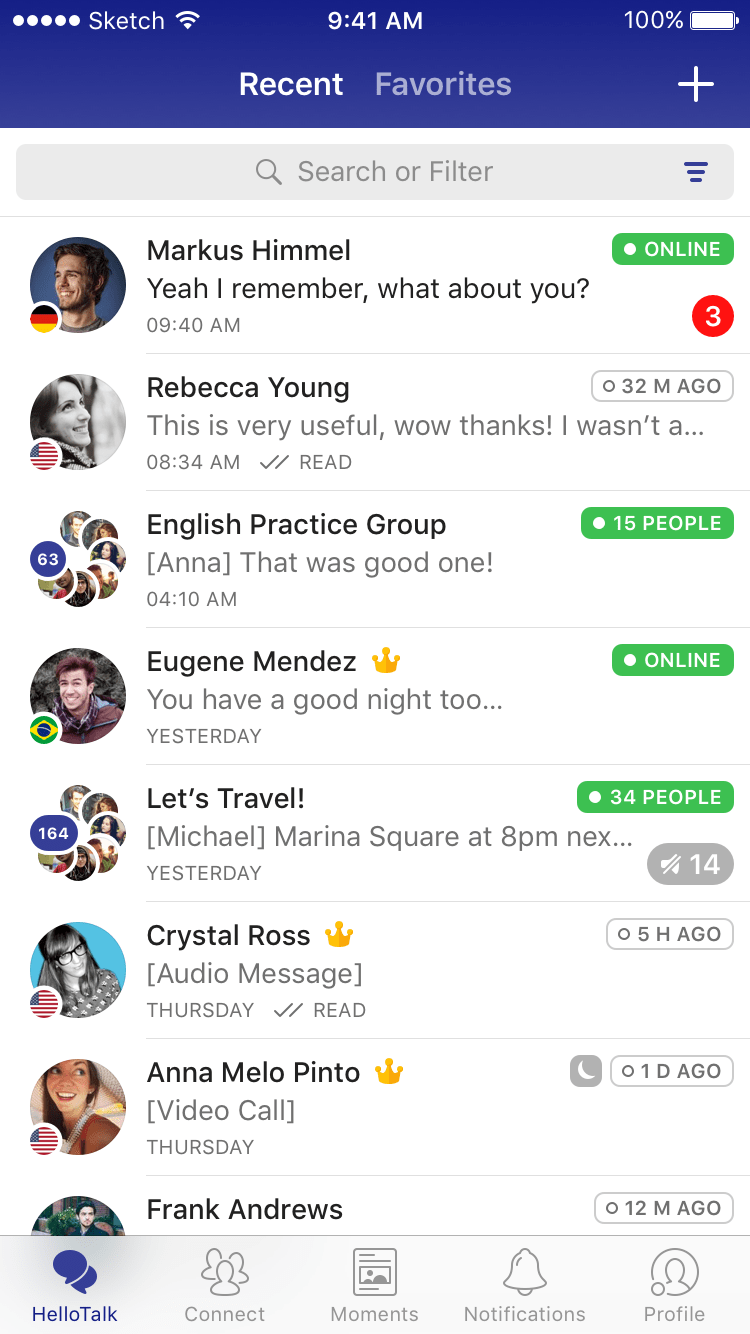 Sketch 9:41 AM 100%
Recent Favorites
Search or Filter
Markus Himmel ONLINE
Yeah I remember, what about you?
09:40 AM 3
Rebecca Young 32 M AGO
This is very useful, wow thanks! I wasn’t a...
08:34 AM READ
English Practice Group 15 PEOPLE
63 [Anna] That was good one!
04:10 AM
Eugene Mendez ONLINE
You have a good night too...
YESTERDAY
Let’s Travel! 34 PEOPLE
164 [Michael] Marina Square at 8pm nex...
YESTERDAY 14
Crystal Ross 5 H AGO
[Audio Message]
THURSDAY READ
Anna Melo Pinto 1 D AGO
[Video Call]
THURSDAY
Frank Andrews 12 M AGO
HelloTalk Connect Moments Notifications Profile